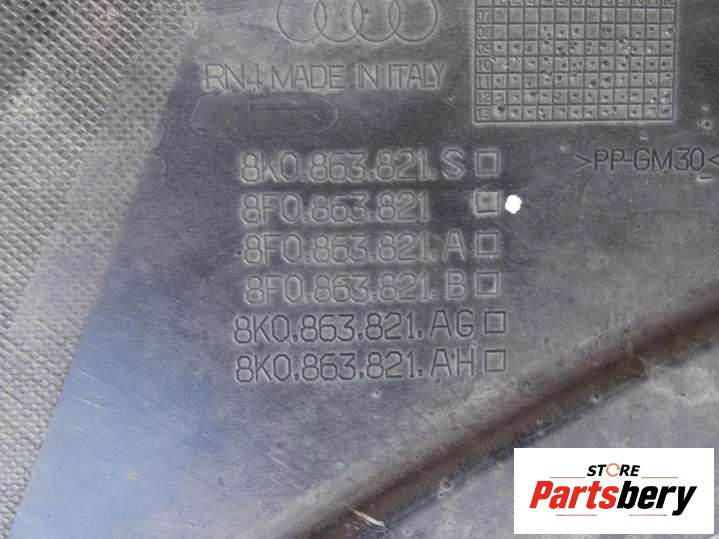 RN4 MADE IN ITALY
8K0.863.821.S
>PP-GM30<
8F0.863.821
8F0.863.821.A
8F0.863.821.B
8K0.863.821.AG
8K0.863.821.AH
STORE
Partsbery